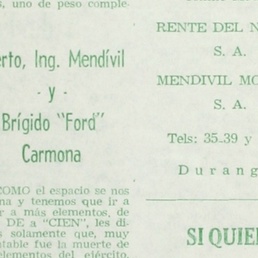 s, uno de peso comple-
erto, Ing. Mendívil
- y -
Brígido "Ford"
Carmona
COMO el espacio se nos
na y tenemos que ir a
r a más elementos, de
DE a "CIEN", les di-
s solamente que, muy
table fue la muerte de
elementos del ejército,
RENTE DEL N
S. A.
MENDIVIL MO
S. A.
Tels: 35-39 y
Durang
SI QUIE